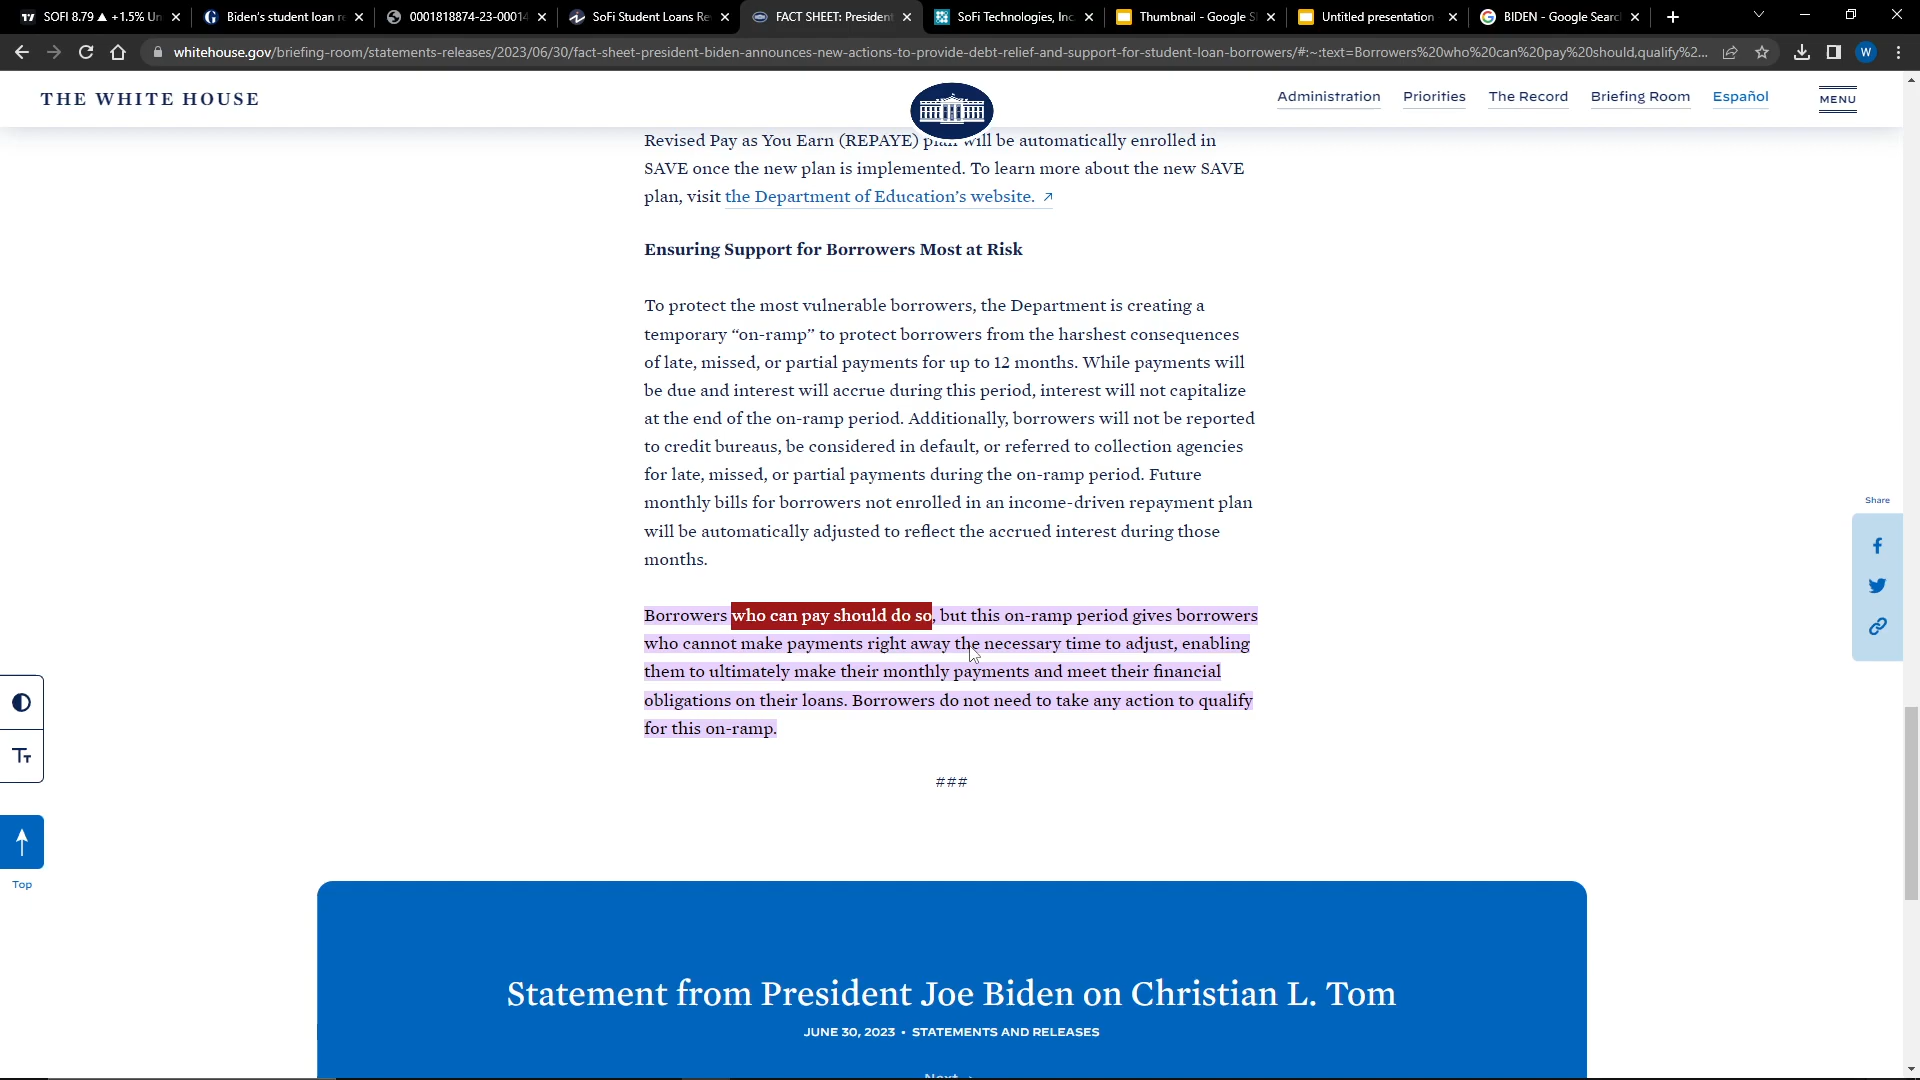 SOFI 8.79 ▲ +1.5% Un
Biden's student loan re
0001818874-23-00014
SoFi Student Loans Re
FACT SHEET: President
SoFi Technologies, Inc.
Thumbnail - Google Sl
Untitled presentation
BIDEN - Google Search
whitehouse.gov/briefing-room/statements-releases/2023/06/30/fact-sheet-president-biden-announces-new-actions-to-provide-debt-relief-and-support-for-student-loan-borrowers/#:~:text=Borrowers%20who%20can%20pay%20should,qualify%2...
W
THE WHITE HOUSE
Administration
Priorities
The Record
Briefing Room
Español
MENU
Revised Pay as You Earn (REPAYE) plan will be automatically enrolled in
SAVE once the new plan is implemented. To learn more about the new SAVE
plan, visit the Department of Education's website. ↗
Ensuring Support for Borrowers Most at Risk
To protect the most vulnerable borrowers, the Department is creating a
temporary “on-ramp” to protect borrowers from the harshest consequences
of late, missed, or partial payments for up to 12 months. While payments will
be due and interest will accrue during this period, interest will not capitalize
at the end of the on-ramp period. Additionally, borrowers will not be reported
to credit bureaus, be considered in default, or referred to collection agencies
for late, missed, or partial payments during the on-ramp period. Future
monthly bills for borrowers not enrolled in an income-driven repayment plan
will be automatically adjusted to reflect the accrued interest during those
months.
Borrowers who can pay should do so, but this on-ramp period gives borrowers
who cannot make payments right away the necessary time to adjust, enabling
them to ultimately make their monthly payments and meet their financial
obligations on their loans. Borrowers do not need to take any action to qualify
for this on-ramp.
###
Share
Tт
Top
Statement from President Joe Biden on Christian L. Tom
JUNE 30, 2023 • STATEMENTS AND RELEASES
Next